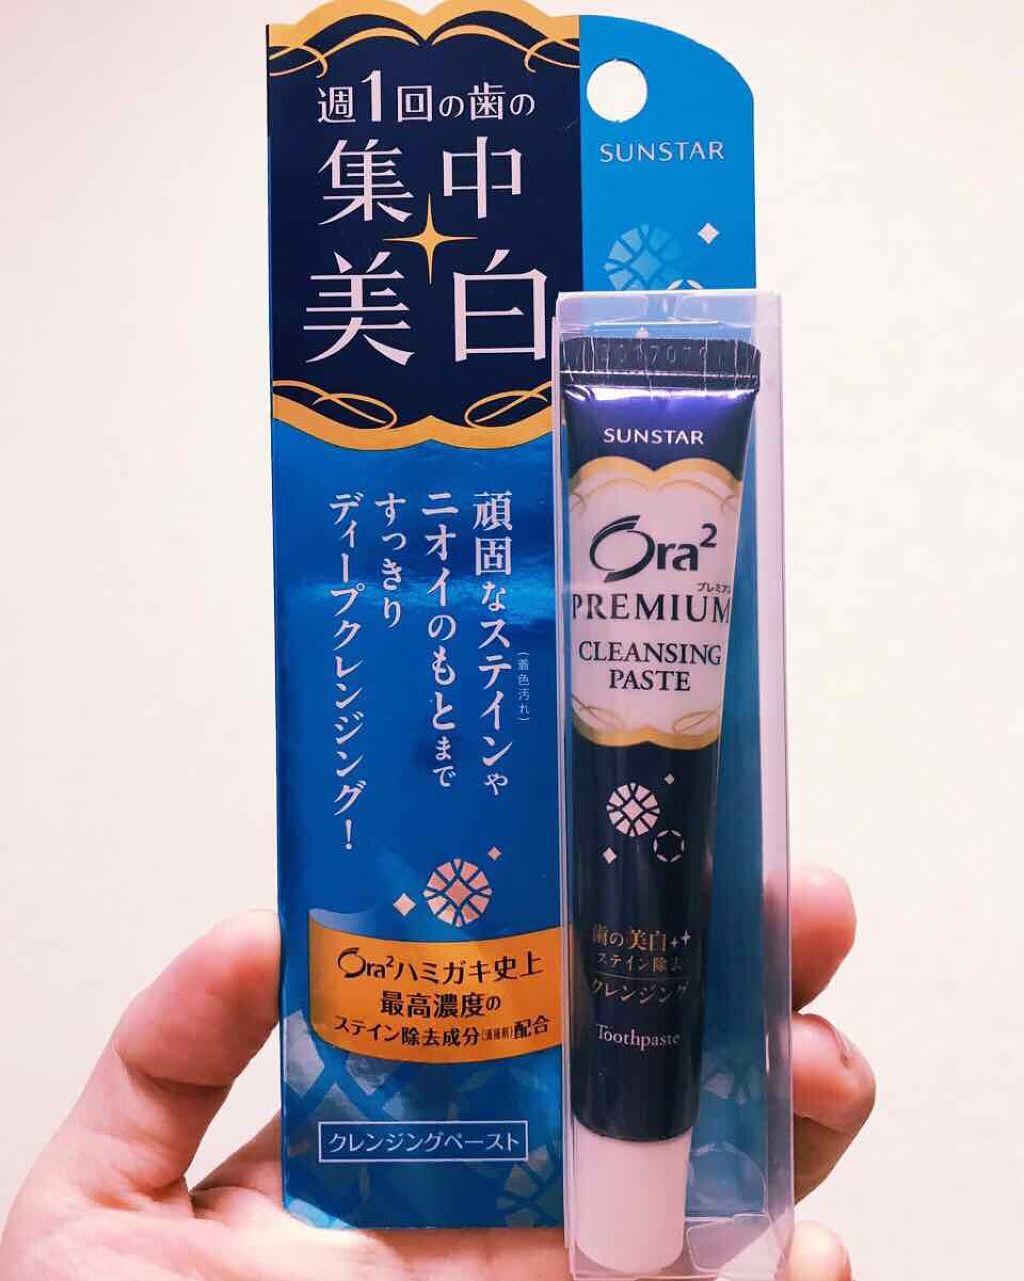 週1回の歯の
集中
美白
SUNSTAR
頑固なステインや
(着色汚れ)
ニオイのもとまで
すっきり
ディープクレンジング!
Ora²ハミガキ史上
最高濃度の
ステイン除去成分(清掃剤)配合
クレンジングペースト
SUNSTAR
Ora²
プレミアム
PREMIUM
CLEANSING
PASTE
歯の美白
ステイン除去
クレンジング
Toothpaste